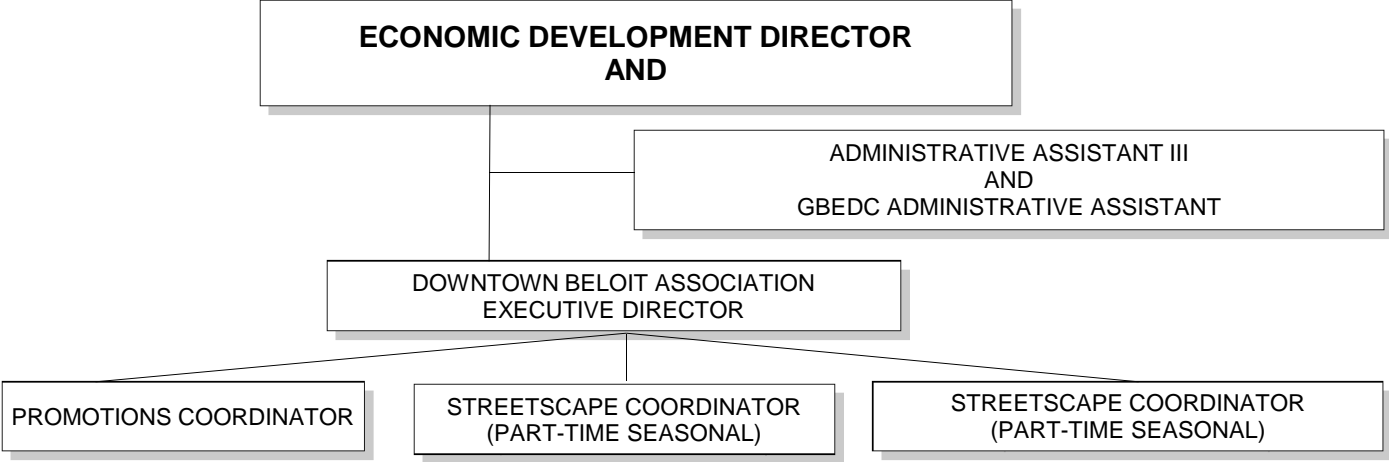 ECONOMIC DEVELOPMENT DIRECTOR
AND
ADMINISTRATIVE ASSISTANT III
AND
GBEDC ADMINISTRATIVE ASSISTANT
DOWNTOWN BELOIT ASSOCIATION
EXECUTIVE DIRECTOR
PROMOTIONS COORDINATOR
STREETSCAPE COORDINATOR
(PART-TIME SEASONAL)
STREETSCAPE COORDINATOR
(PART-TIME SEASONAL)